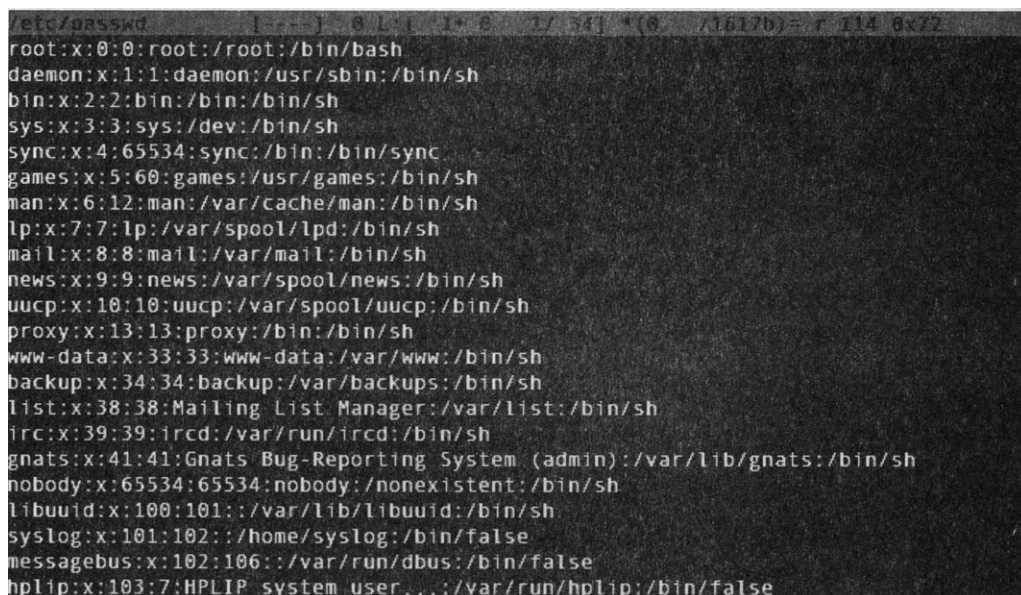 /etc/passwd [----] 0 L:[ 1+ 0 1/ 34] *(0 /1617b)= r 114 0x72
root:x:0:0:root:/root:/bin/bash
daemon:x:1:1:daemon:/usr/sbin:/bin/sh
bin:x:2:2:bin:/bin:/bin/sh
sys:x:3:3:sys:/dev:/bin/sh
sync:x:4:65534:sync:/bin:/bin/sync
games:x:5:60:games:/usr/games:/bin/sh
man:x:6:12:man:/var/cache/man:/bin/sh
lp:x:7:7:lp:/var/spool/lpd:/bin/sh
mail:x:8:8:mail:/var/mail:/bin/sh
news:x:9:9:news:/var/spool/news:/bin/sh
uucp:x:10:10:uucp:/var/spool/uucp:/bin/sh
proxy:x:13:13:proxy:/bin:/bin/sh
www-data:x:33:33:www-data:/var/www:/bin/sh
backup:x:34:34:backup:/var/backups:/bin/sh
list:x:38:38:Mailing List Manager:/var/list:/bin/sh
irc:x:39:39:ircd:/var/run/ircd:/bin/sh
gnats:x:41:41:Gnats Bug-Reporting System (admin):/var/lib/gnats:/bin/sh
nobody:x:65534:65534:nobody:/nonexistent:/bin/sh
libuuid:x:100:101::/var/lib/libuuid:/bin/sh
syslog:x:101:102::/home/syslog:/bin/false
messagebus:x:102:106::/var/run/dbus:/bin/false
hplip:x:103:7:HPLIP system user,,,:/var/run/hplip:/bin/false